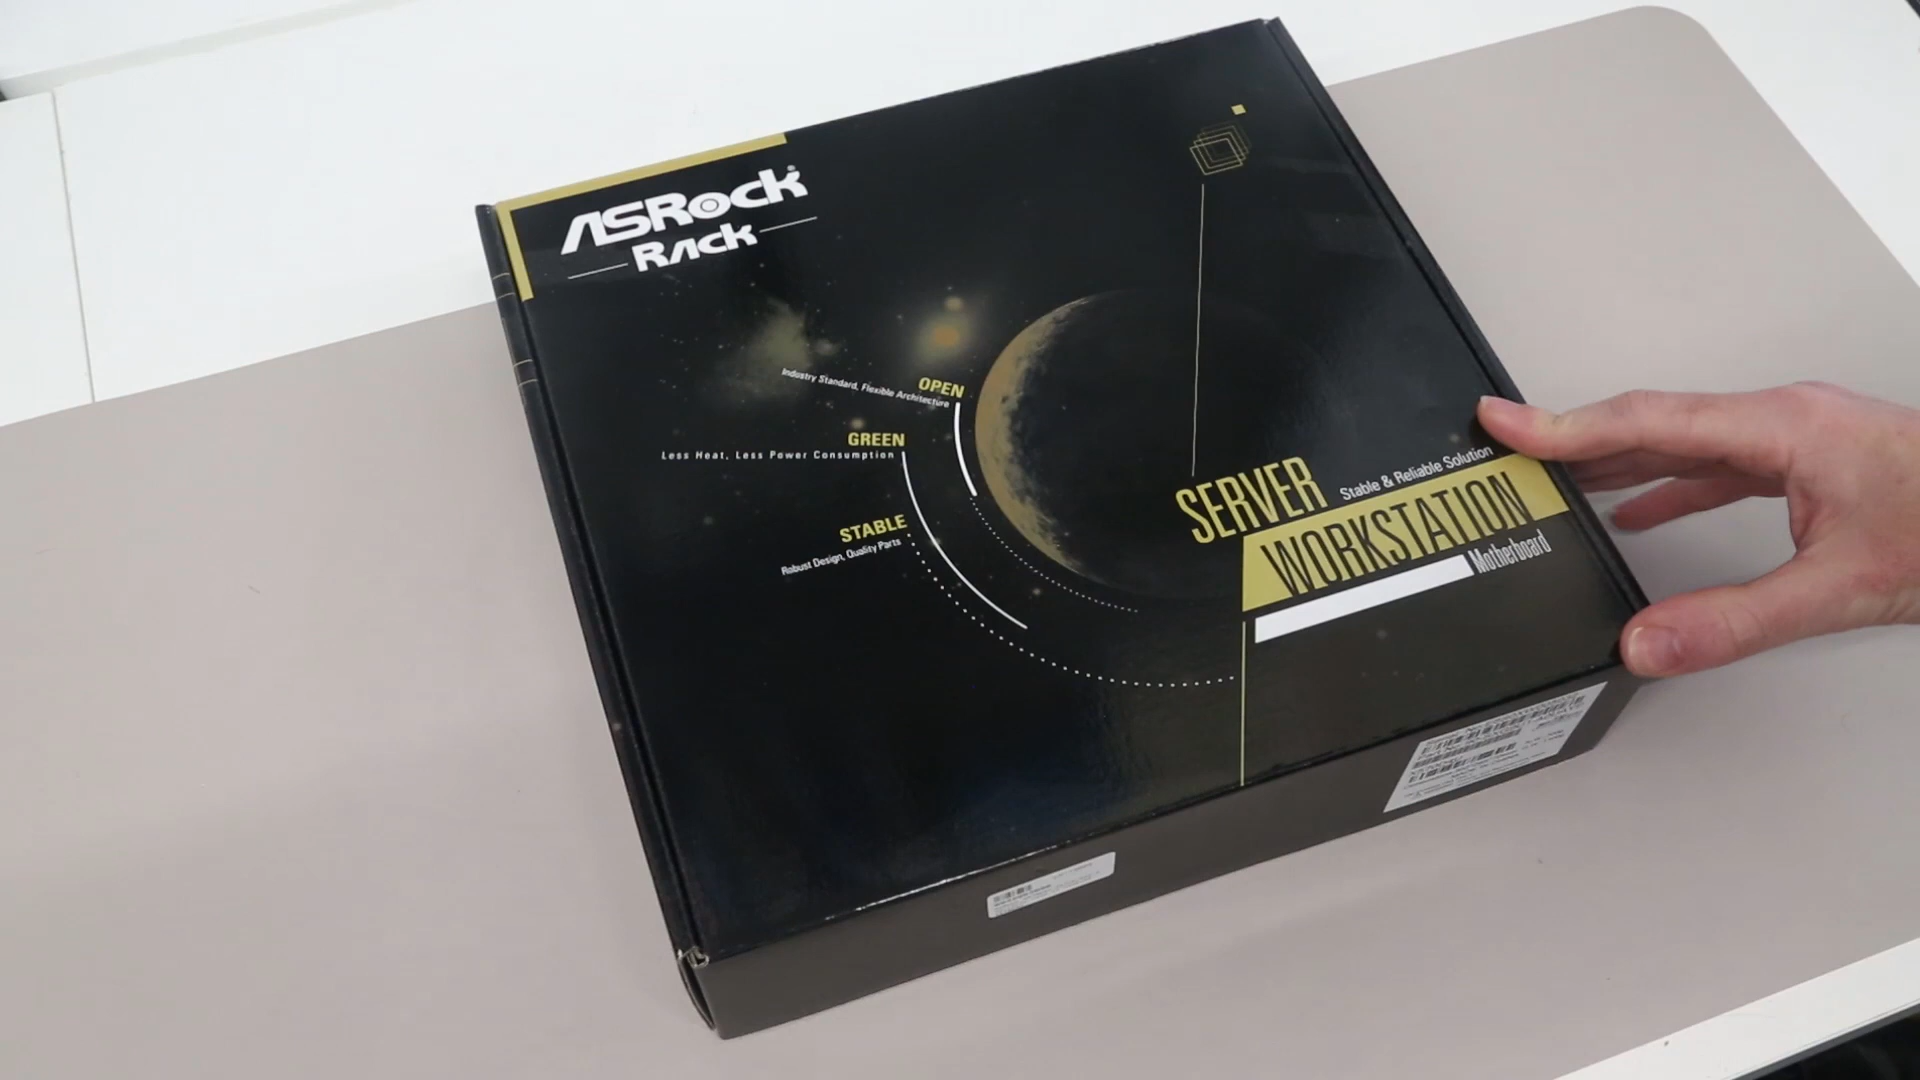 ASRock®
Rack
OPEN
Industry Standard, Flexible Architecture
GREEN
Less Heat, Less Power Consumption
STABLE
Robust Design, Quality Parts
SERVER
Stable & Reliable Solution
WORKSTATION
Motherboard